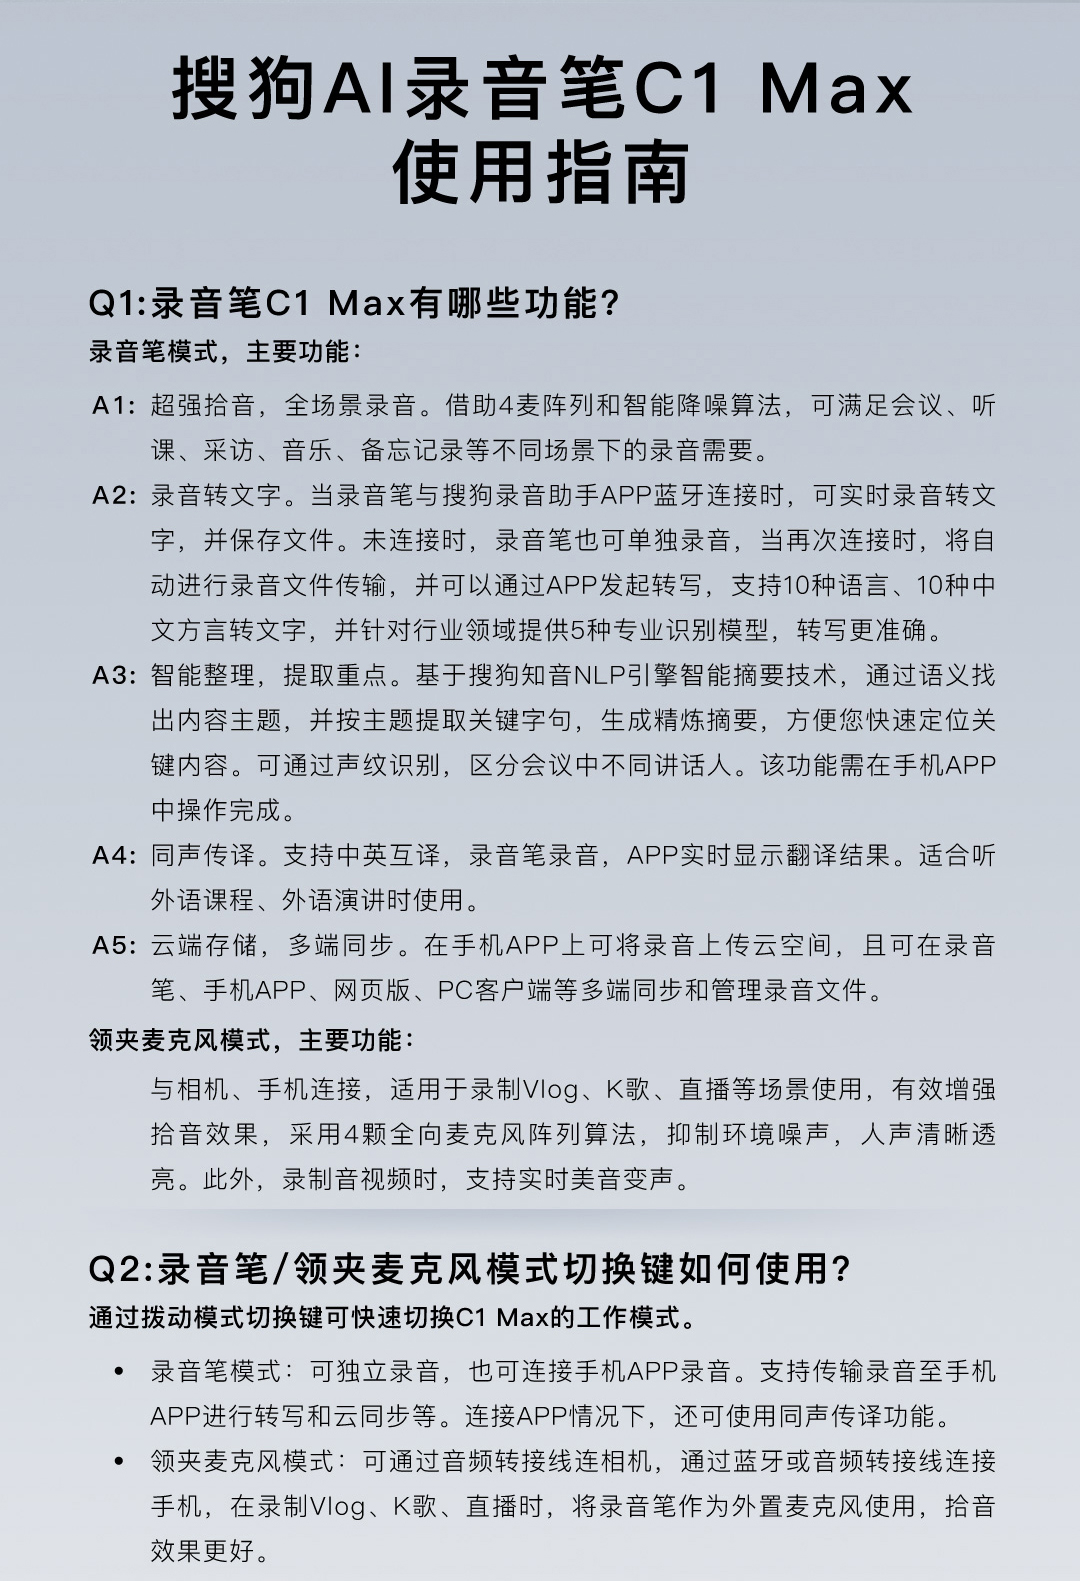 搜狗AI录音笔C1 Max
使用指南
Q1:录音笔C1 Max有哪些功能？
录音笔模式，主要功能：
A1: 超强拾音，全场景录音。借助4麦阵列和智能降噪算法，可满足会议、听
课、采访、音乐、备忘记录等不同场景下的录音需要。
A2: 录音转文字。当录音笔与搜狗录音助手APP蓝牙连接时，可实时录音转文
字，并保存文件。未连接时，录音笔也可单独录音，当再次连接时，将自
动进行录音文件传输，并可以通过APP发起转写，支持10种语言、10种中
文方言转文字，并针对行业领域提供5种专业识别模型，转写更准确。
A3: 智能整理，提取重点。基于搜狗知音NLP引擎智能摘要技术，通过语义找
出内容主题，并按主题提取关键字句，生成精炼摘要，方便您快速定位关
键内容。可通过声纹识别，区分会议中不同讲话人。该功能需在手机APP
中操作完成。
A4: 同声传译。支持中英互译，录音笔录音，APP实时显示翻译结果。适合听
外语课程、外语演讲时使用。
A5: 云端存储，多端同步。在手机APP上可将录音上传云空间，且可在录音
笔、手机APP、网页版、PC客户端等多端同步和管理录音文件。
领夹麦克风模式，主要功能：
与相机、手机连接，适用于录制Vlog、K歌、直播等场景使用，有效增强
拾音效果，采用4颗全向麦克风阵列算法，抑制环境噪声，人声清晰透
亮。此外，录制音视频时，支持实时美音变声。
Q2:录音笔/领夹麦克风模式切换键如何使用？
通过拨动模式切换键可快速切换C1 Max的工作模式。
• 录音笔模式：可独立录音，也可连接手机APP录音。支持传输录音至手机
APP进行转写和云同步等。连接APP情况下，还可使用同声传译功能。
• 领夹麦克风模式：可通过音频转接线连相机，通过蓝牙或音频转接线连接
手机，在录制Vlog、K歌、直播时，将录音笔作为外置麦克风使用，拾音
效果更好。